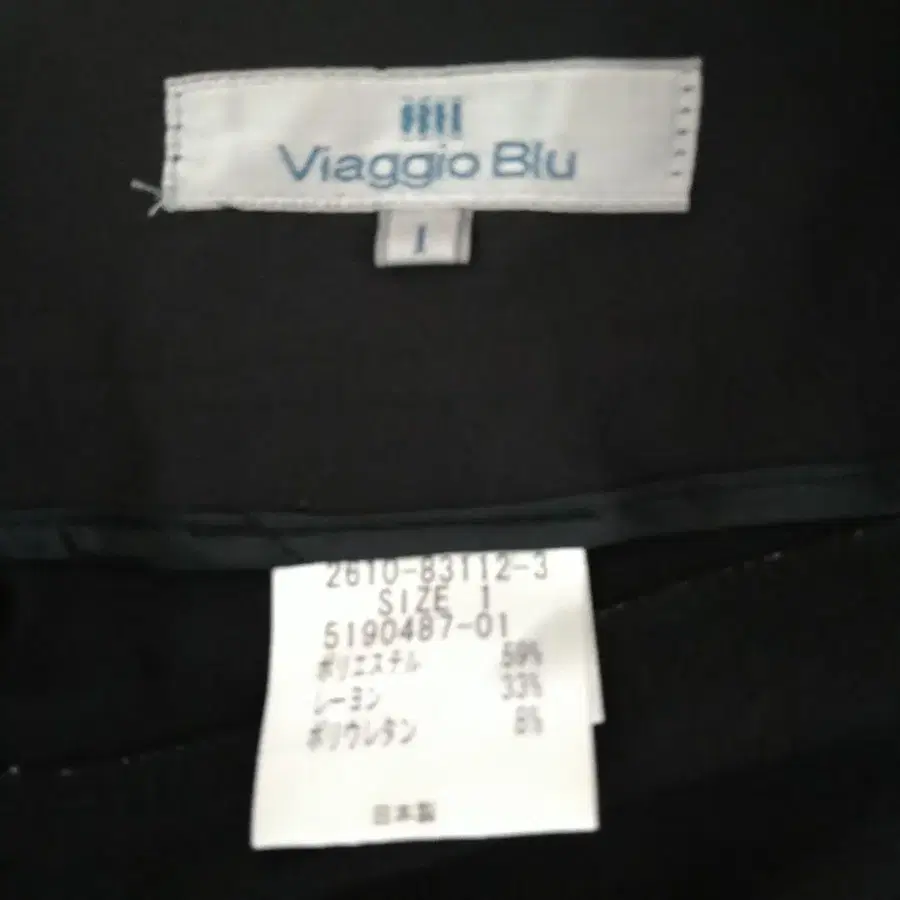 Viaggio Blu
1
2610-83112-3
SIZE 1
5190487-01
ポリエステル 59%
レーヨン 33%
ポリウレタン 8%
日本製